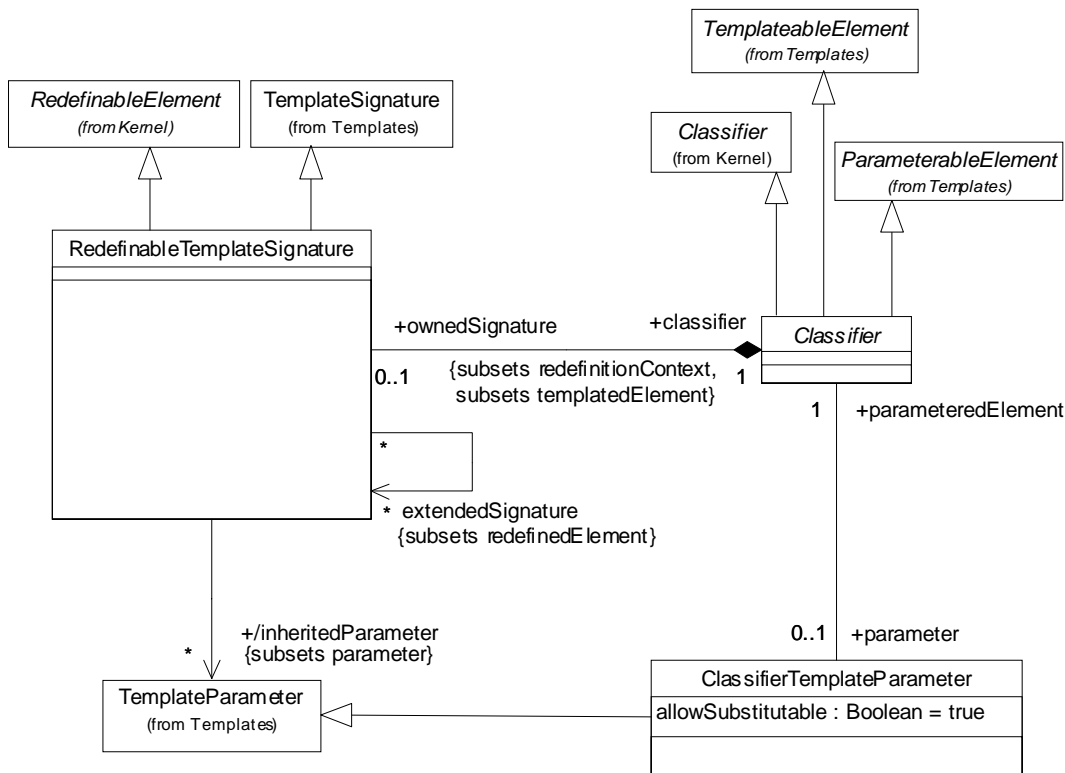 TemplateableElement
(from Templates)
RedefinableElement
(from Kernel)
TemplateSignature
(from Templates)
Classifier
(from Kernel)
ParameterableElement
(from Templates)
RedefinableTemplateSignature
+ownedSignature
+classifier
Classifier
0..1
{subsets redefinitionContext,
subsets templatedElement}
1
1
+parameteredElement
*
* extendedSignature
{subsets redefinedElement}
+/inheritedParameter
* {subsets parameter}
0..1
+parameter
TemplateParameter
(from Templates)
ClassifierTemplateParameter
allowSubstitutable : Boolean = true